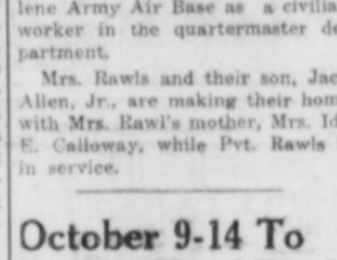 lene Army Air Base as a civilia
worker in the quartermaster de
partment.
Mrs. Rawls and their son, Jac
Allen, Jr., are making their hom
with Mrs. Rawl's mother, Mrs. Id
E. Calloway, while Pvt. Rawls
in service.
October 9-14 To